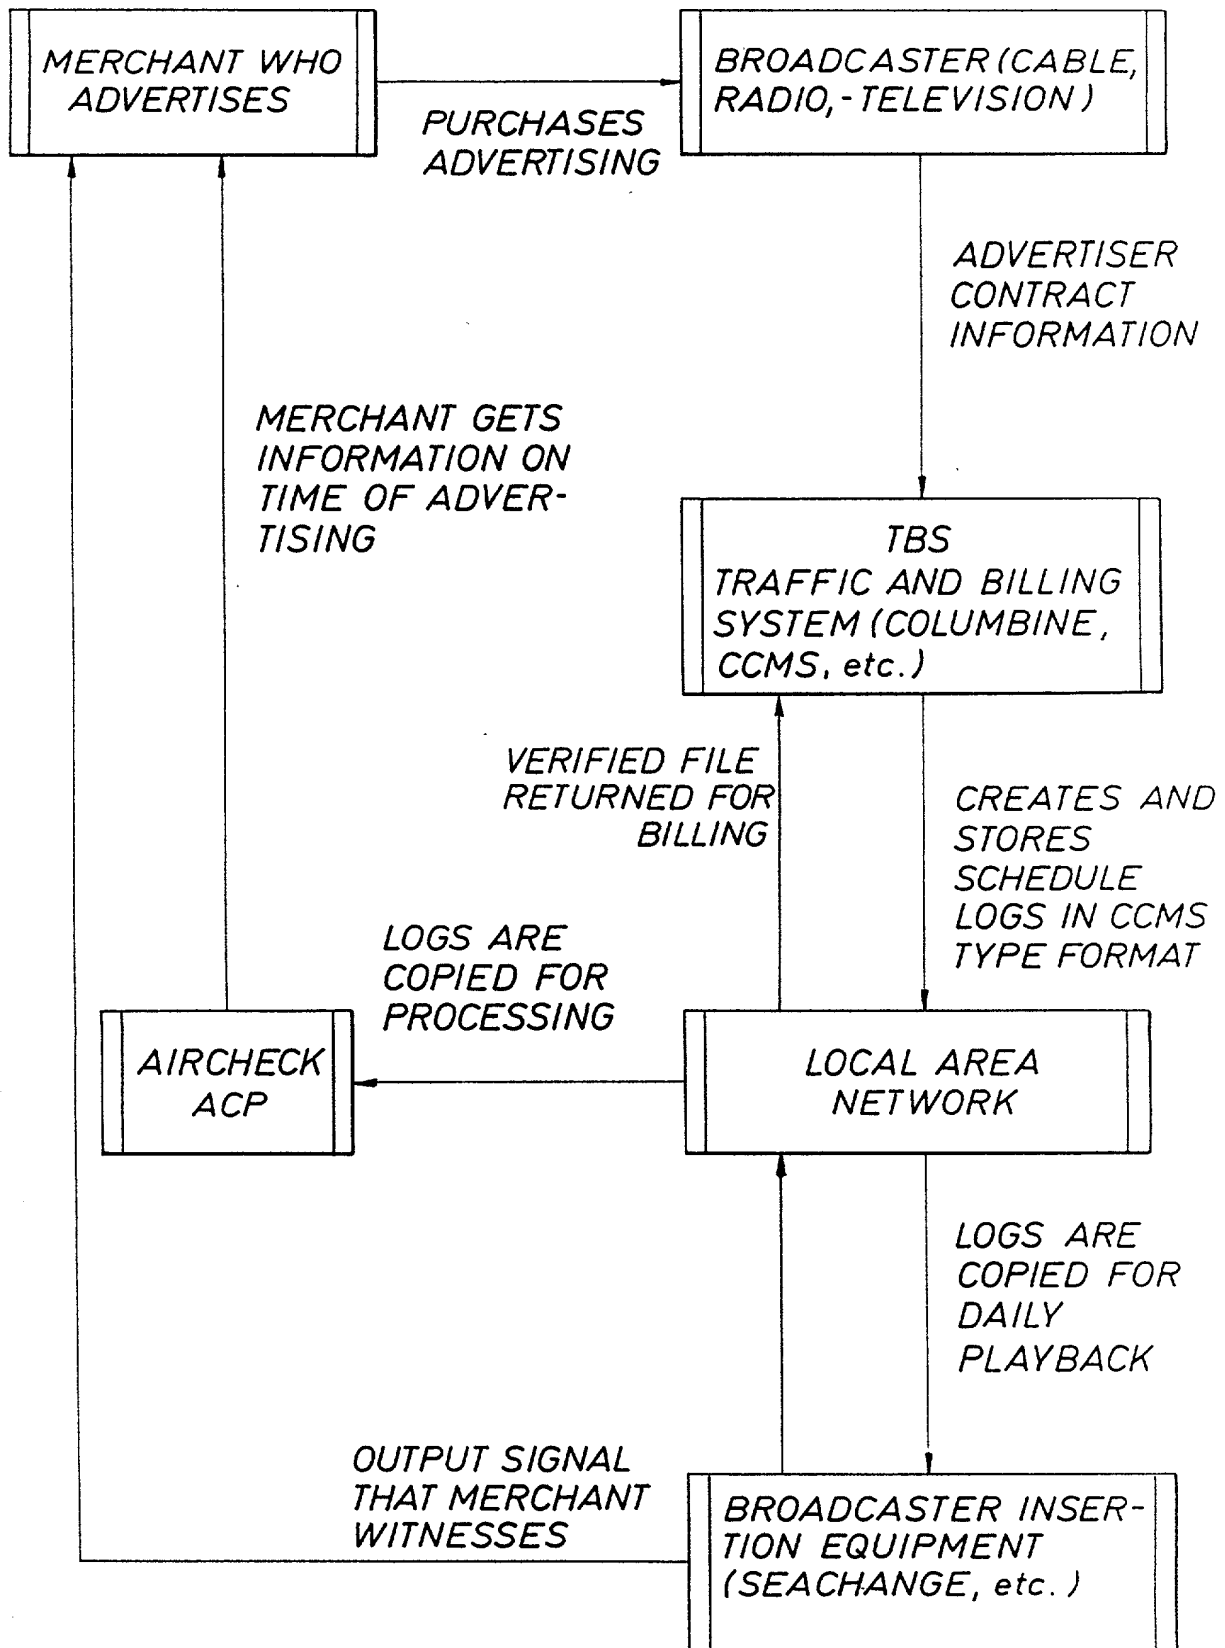 MERCHANT WHO
ADVERTISES
BROADCASTER (CABLE,
RADIO,-TELEVISION)
PURCHASES
ADVERTISING
ADVERTISER
CONTRACT
INFORMATION
MERCHANT GETS
INFORMATION ON
TIME OF ADVER-
TISING
TBS
TRAFFIC AND BILLING
SYSTEM (COLUMBINE,
CCMS, etc.)
VERIFIED FILE
RETURNED FOR
BILLING
CREATES AND
STORES
SCHEDULE
LOGS IN CCMS
TYPE FORMAT
LOGS ARE
COPIED FOR
PROCESSING
AIRCHECK
ACP
LOCAL AREA
NETWORK
LOGS ARE
COPIED FOR
DAILY
PLAYBACK
OUTPUT SIGNAL
THAT MERCHANT
WITNESSES
BROADCASTER INSER-
TION EQUIPMENT
(SEACHANGE, etc.)